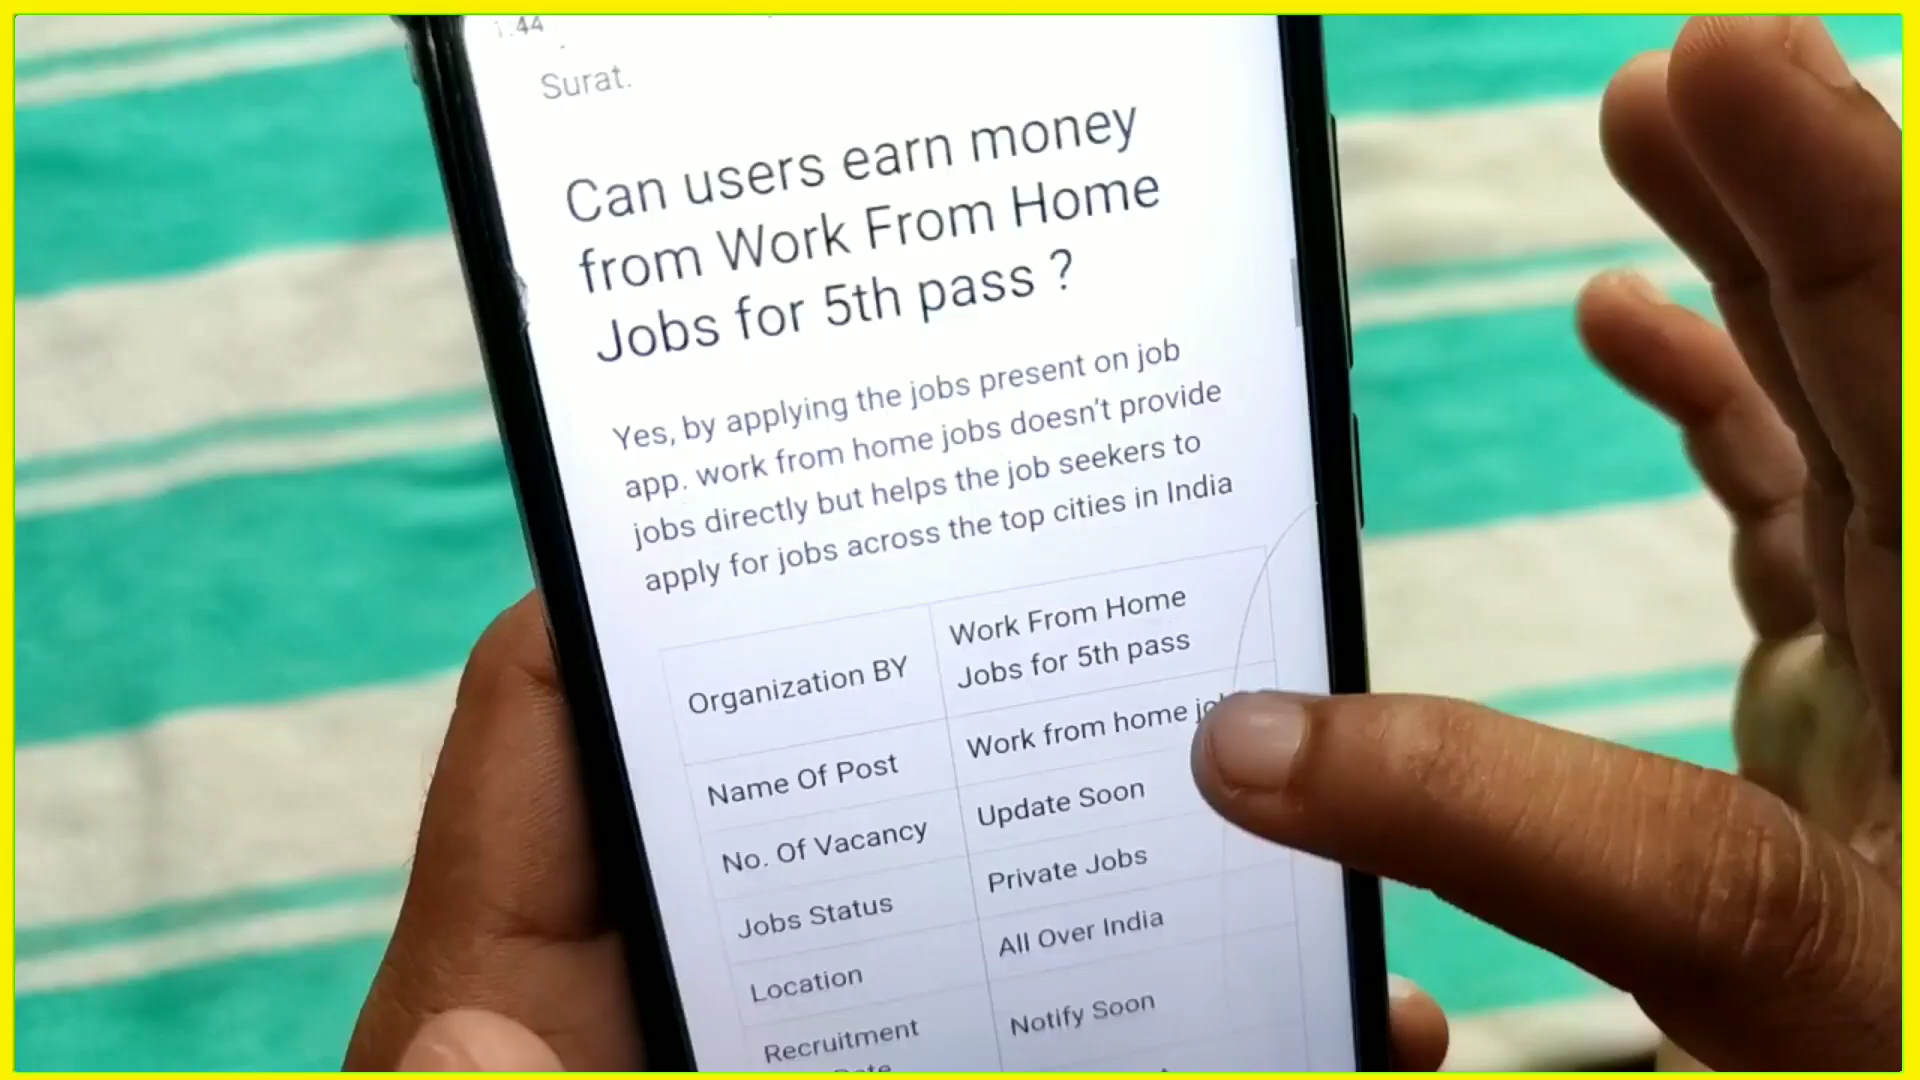 1:44
Surat.
Can users earn money
from Work From Home
Jobs for 5th pass ?
Yes, by applying the jobs present on job
app. work from home jobs doesn't provide
jobs directly but helps the job seekers to
apply for jobs across the top cities in India
Organization BY
Work From Home
Jobs for 5th pass
Name Of Post
Work from home
No. Of Vacancy
Update Soon
Jobs Status
Private Jobs
Location
All Over India
Recruitment
Notify Soon